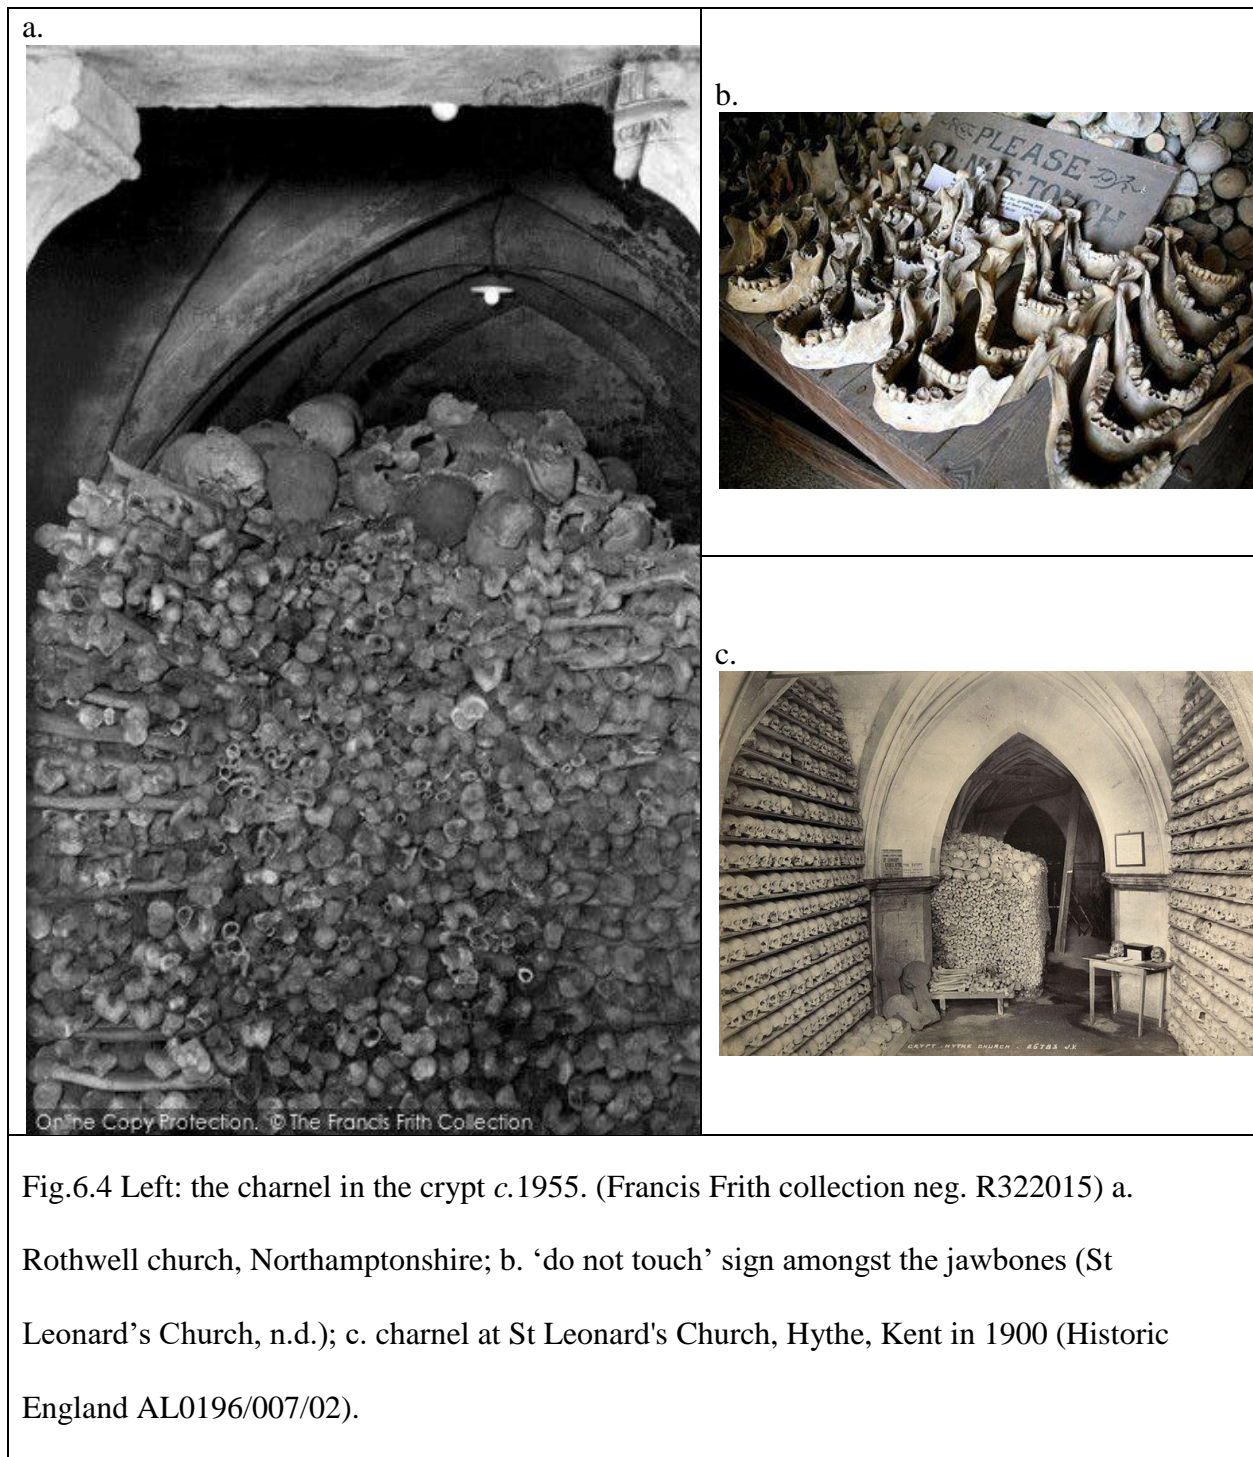 a.
Online Copy Protection. © The Francis Frith Collection
b.
PLEASE
NOT TOUCH
c.
CRYPT . HYTHE CHURCH . 25783 J.V.
Fig.6.4 Left: the charnel in the crypt c.1955. (Francis Frith collection neg. R322015) a.
Rothwell church, Northamptonshire; b. ‘do not touch’ sign amongst the jawbones (St
Leonard’s Church, n.d.); c. charnel at St Leonard's Church, Hythe, Kent in 1900 (Historic
England AL0196/007/02).